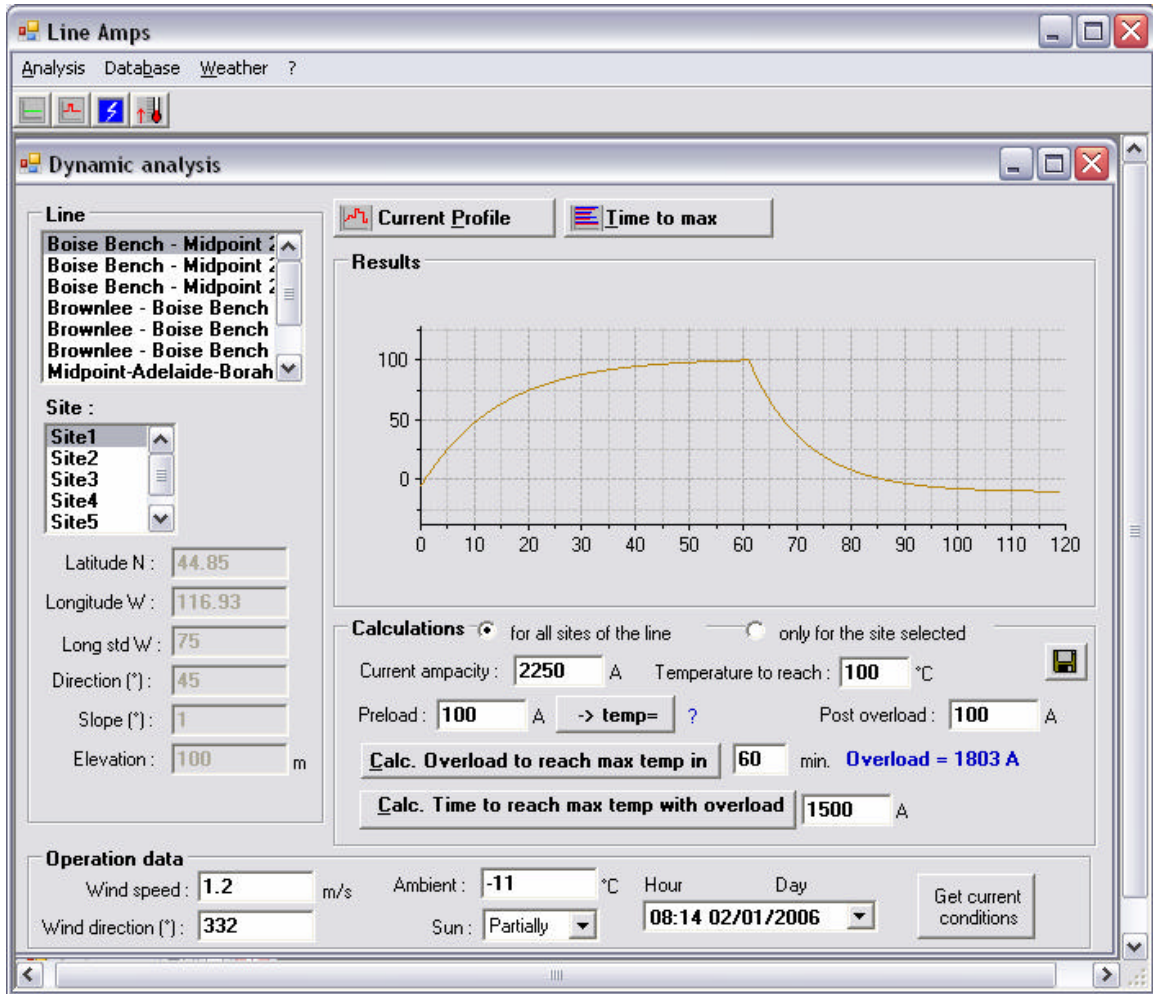 Line Amps
Analysis Database Weather ?
Dynamic analysis
Line
Boise Bench - Midpoint 2
Boise Bench - Midpoint 2
Boise Bench - Midpoint 2
Brownlee - Boise Bench
Brownlee - Boise Bench
Brownlee - Boise Bench
Midpoint-Adelaide-Borah
Site :
Site1
Site2
Site3
Site4
Site5
Latitude N : 44.85
Longitude W : 116.93
Long std W : 75
Direction (°) : 45
Slope (°) : 1
Elevation : 100 m
Current Profile
Time to max
Results
100
50
0
0 10 20 30 40 50 60 70 80 90 100 110 120
Calculations for all sites of the line only for the site selected
Current ampacity : 2250 A Temperature to reach : 100 °C
Preload : 100 A -> temp= ? Post overload : 100 A
Calc. Overload to reach max temp in 60 min. Overload = 1803 A
Calc. Time to reach max temp with overload 1500 A
Operation data
Wind speed : 1.2 m/s Ambient : -11 °C Hour Day
Wind direction (°) : 332 Sun : Partially 08:14 02/01/2006
Get current
conditions